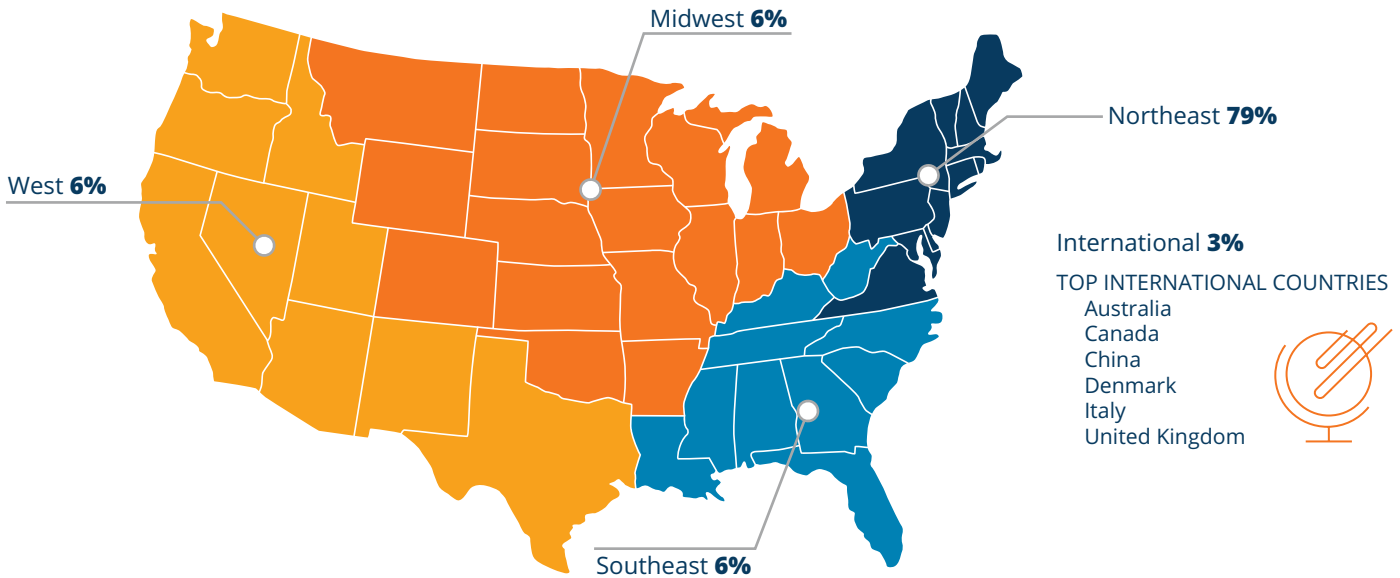 Midwest 6%
Northeast 79%
West 6%
International 3%
TOP INTERNATIONAL COUNTRIES
Australia
Canada
China
Denmark
Italy
United Kingdom
Southeast 6%